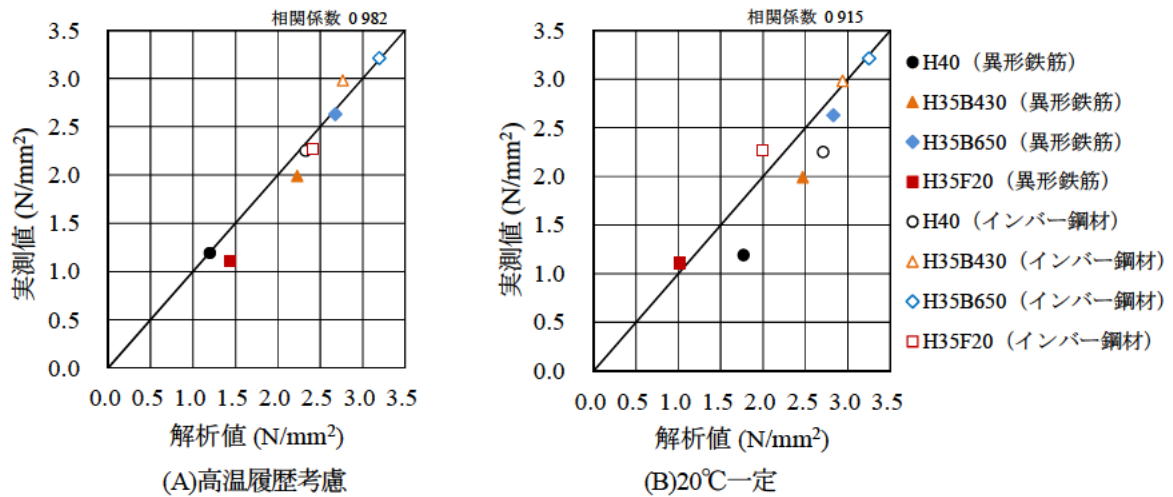 相関係数 0 982
3.5
3.0
2.5
2.0
1.5
1.0
0.5
0.0
0.0 0.5 1.0 1.5 2.0 2.5 3.0 3.5
実測値 (N/mm²)
解析値 (N/mm²)
(A)高温履歴考慮
相関係数 0 915
3.5
3.0
2.5
2.0
1.5
1.0
0.5
0.0
0.0 0.5 1.0 1.5 2.0 2.5 3.0 3.5
実測値 (N/mm²)
解析値 (N/mm²)
(B)20℃一定
H40（異形鉄筋）
H35B430（異形鉄筋）
H35B650（異形鉄筋）
H35F20（異形鉄筋）
H40（インバー鋼材）
H35B430（インバー鋼材）
H35B650（インバー鋼材）
H35F20（インバー鋼材）